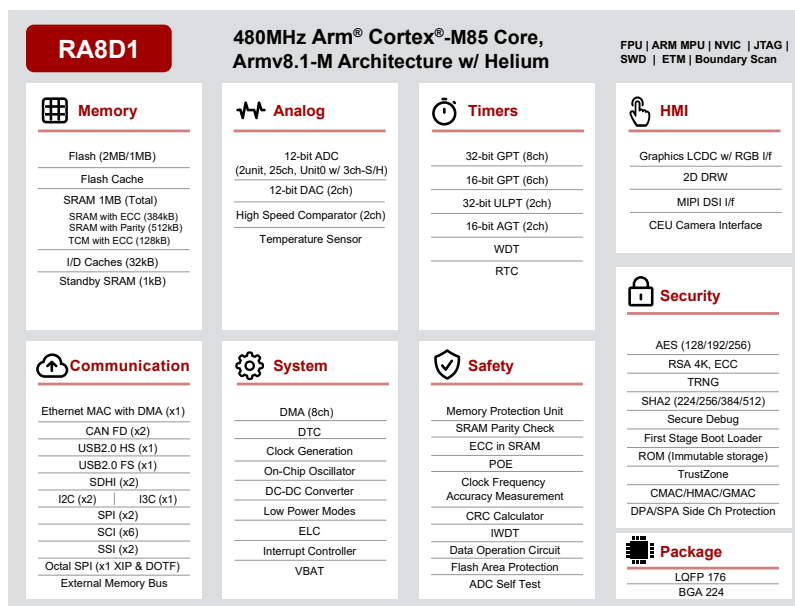 RA8D1
480MHz Arm® Cortex®-M85 Core,
Armv8.1-M Architecture w/ Helium
FPU | ARM MPU | NVIC | JTAG |
SWD | ETM | Boundary Scan
Memory
Flash (2MB/1MB)
Flash Cache
SRAM 1MB (Total)
SRAM with ECC (384kB)
SRAM with Parity (512kB)
TCM with ECC (128kB)
I/D Caches (32kB)
Standby SRAM (1kB)
Analog
12-bit ADC
(2unit, 25ch, Unit0 w/ 3ch-S/H)
12-bit DAC (2ch)
High Speed Comparator (2ch)
Temperature Sensor
Timers
32-bit GPT (8ch)
16-bit GPT (6ch)
32-bit ULPT (2ch)
16-bit AGT (2ch)
WDT
RTC
HMI
Graphics LCDC w/ RGB I/f
2D DRW
MIPI DSI I/f
CEU Camera Interface
Communication
Ethernet MAC with DMA (x1)
CAN FD (x2)
USB2.0 HS (x1)
USB2.0 FS (x1)
SDHI (x2)
I2C (x2) | I3C (x1)
SPI (x2)
SCI (x6)
SSI (x2)
Octal SPI (x1 XIP & DOTF)
External Memory Bus
System
DMA (8ch)
DTC
Clock Generation
On-Chip Oscillator
DC-DC Converter
Low Power Modes
ELC
Interrupt Controller
VBAT
Safety
Memory Protection Unit
SRAM Parity Check
ECC in SRAM
POE
Clock Frequency
Accuracy Measurement
CRC Calculator
IWDT
Data Operation Circuit
Flash Area Protection
ADC Self Test
Security
AES (128/192/256)
RSA 4K, ECC
TRNG
SHA2 (224/256/384/512)
Secure Debug
First Stage Boot Loader
ROM (Immutable storage)
TrustZone
CMAC/HMAC/GMAC
DPA/SPA Side Ch Protection
Package
LQFP 176
BGA 224